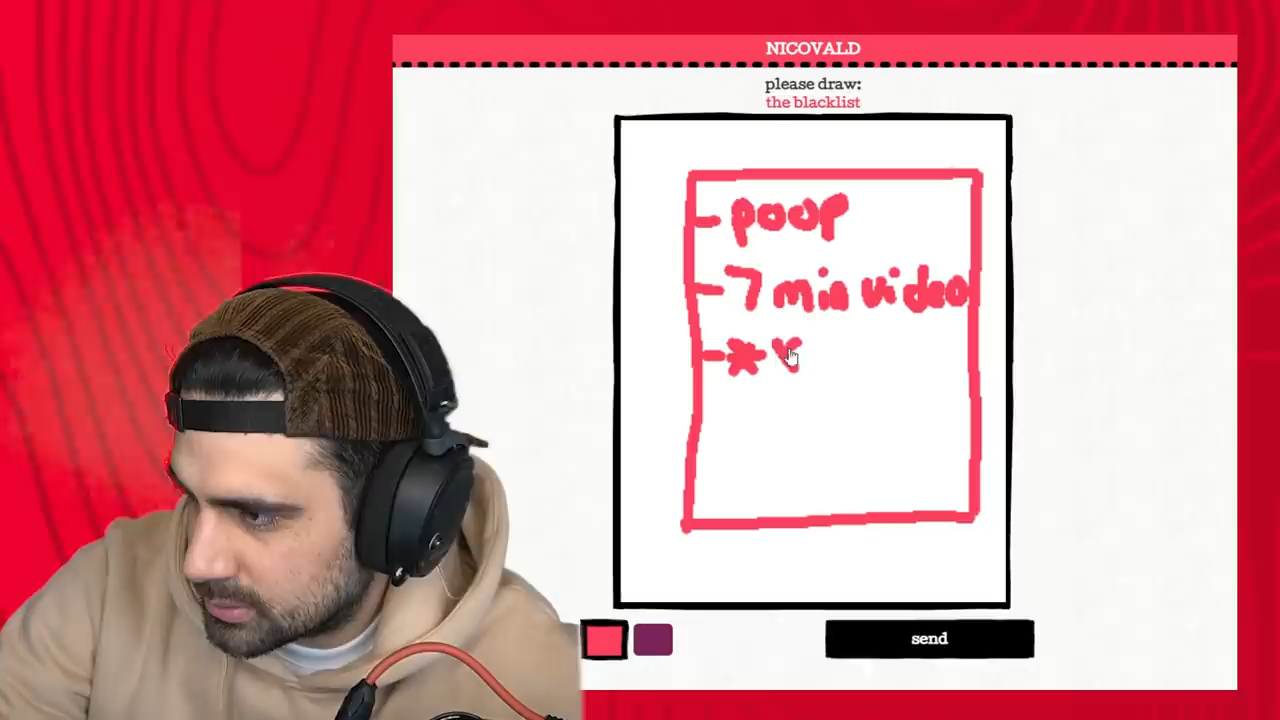 NICOVALD
please draw:
the blacklist
- poop
- 7 min video
- *
send